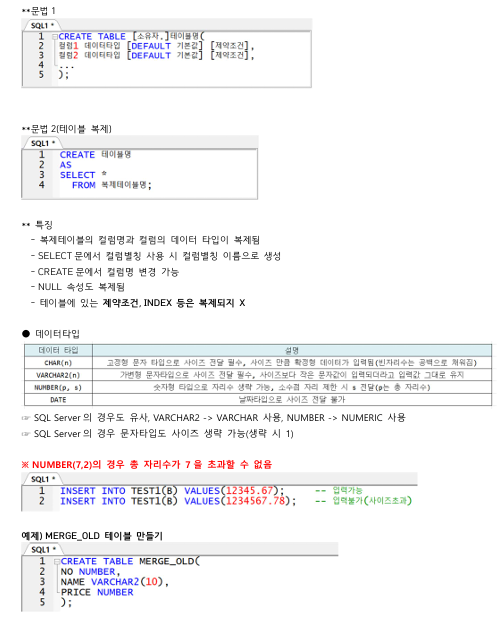 **문법 1
SQL1 *
1 CREATE TABLE [소유자.]테이블명(
2 컬럼1 데이터타입 [DEFAULT 기본값] [제약조건],
3 컬럼2 데이터타입 [DEFAULT 기본값] [제약조건],
4 ...
5 );
**문법 2(테이블 복제)
SQL1 *
1 CREATE 테이블명
2 AS
3 SELECT *
4 FROM 복제테이블명;
** 특징
- 복제테이블의 컬럼명과 컬럼의 데이터 타입이 복제됨
- SELECT 문에서 컬럼별칭 사용 시 컬럼별칭 이름으로 생성
- CREATE 문에서 컬럼명 변경 가능
- NULL 속성도 복제됨
- 테이블에 있는 제약조건, INDEX 등은 복제되지 X
● 데이터타입
데이터 타입 설명
CHAR(n) 고정형 문자 타입으로 사이즈 전달 필수, 사이즈 만큼 확정형 데이터가 입력됨(빈자리수는 공백으로 채워짐)
VARCHAR2(n) 가변형 문자타입으로 사이즈 전달 필수, 사이즈보다 작은 문자값이 입력되더라고 입력값 그대로 유지
NUMBER(p, s) 숫자형 타입으로 자리수 생략 가능, 소수점 자리 제한 시 s 전달(p는 총 자리수)
DATE 날짜타입으로 사이즈 전달 불가
☞ SQL Server 의 경우도 유사, VARCHAR2 -> VARCHAR 사용, NUMBER -> NUMERIC 사용
☞ SQL Server 의 경우 문자타입도 사이즈 생략 가능(생략 시 1)
※ NUMBER(7,2)의 경우 총 자리수가 7 을 초과할 수 없음
SQL1 *
1 INSERT INTO TEST1(B) VALUES(12345.67); -- 입력가능
2 INSERT INTO TEST1(B) VALUES(1234567.78); -- 입력불가(사이즈초과)
예제) MERGE_OLD 테이블 만들기
SQL1 *
1 CREATE TABLE MERGE_OLD(
2 NO NUMBER,
3 NAME VARCHAR2(10),
4 PRICE NUMBER
5 );